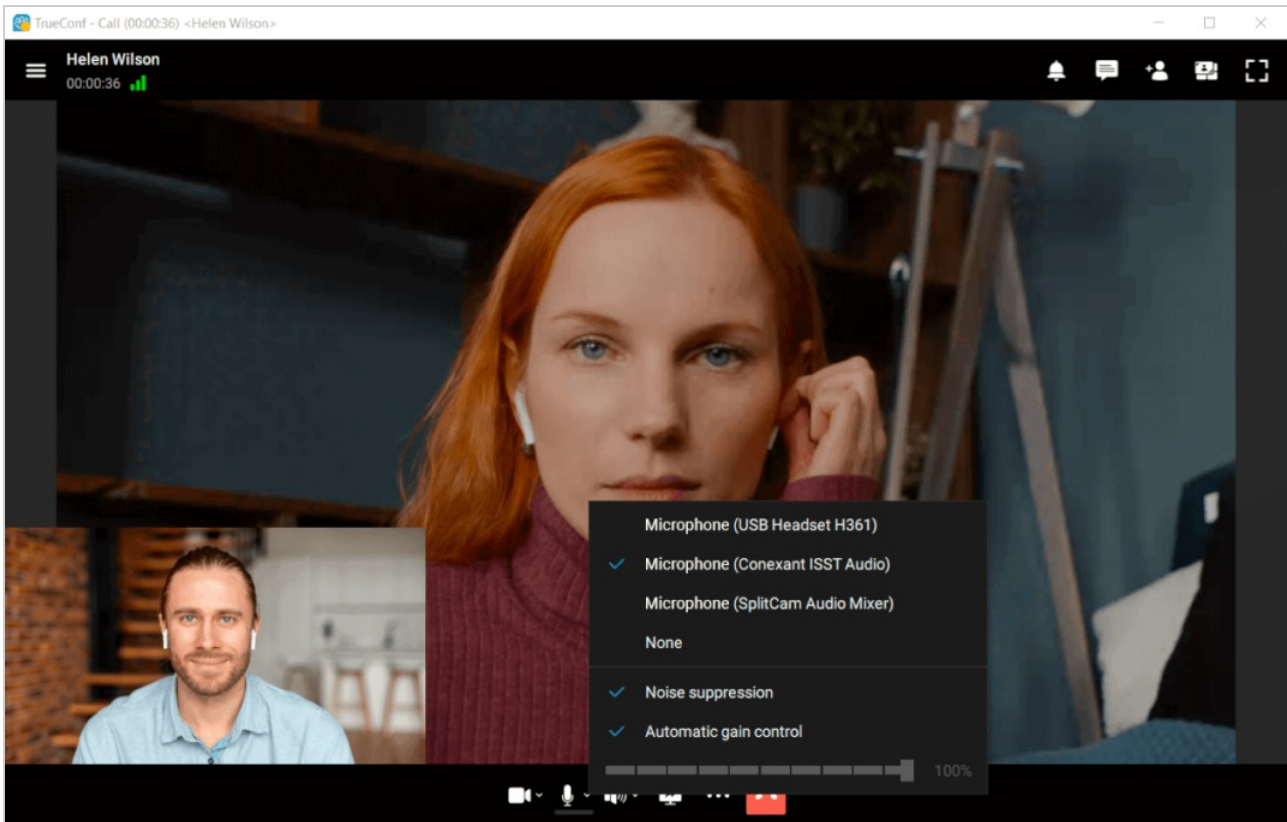 TrueConf - Call (00:00:36) <Helen Wilson>
Helen Wilson
00:00:36
Microphone (USB Headset H361)
Microphone (Conexant ISST Audio)
Microphone (SplitCam Audio Mixer)
None
Noise suppression
Automatic gain control
100%